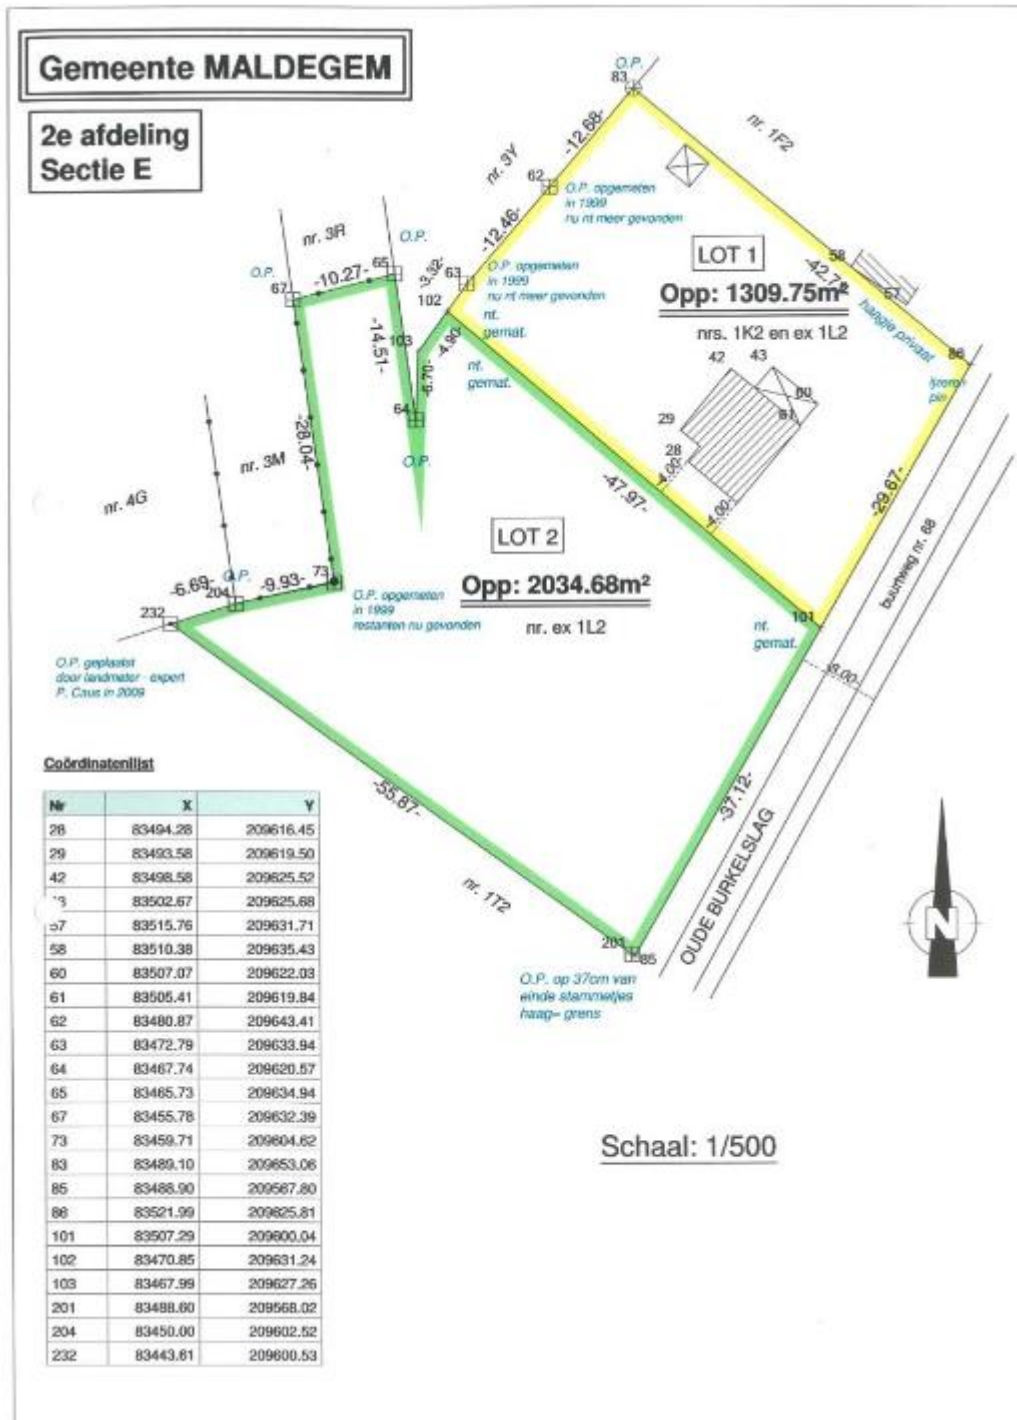 Gemeente MALDEGEM
2e afdeling
Sectie E
O.P.
83
-12.68-
nr. 1F2
nr. 3Y
62
O.P. opgemeten
in 1999
nu nt meer gevonden
-12.46-
nr. 3R
O.P.
65
-10.27-
O.P.
67
-3.32-
63
O.P. opgemeten
in 1999
nu nt meer gevonden
102
nt.
gemat.
LOT 1
Opp: 1309.75m²
nrs. 1K2 en ex 1L2
58
57
haagje privaat
86
ijzeren
pin
103
-14.51-
-4.90-
-6.70-
nt.
gemat.
64
O.P.
42
43
60
61
29
28
-4.00-
-4.00-
-29.67-
-47.97-
-28.04-
nr. 3M
nr. 4G
LOT 2
Opp: 2034.68m²
nr. ex 1L2
buurtweg nr. 68
-6.69-
O.P.
204
-9.93-
73
232
O.P. opgemeten
in 1999
restanten nu gevonden
101
nt.
gemat.
-8.00-
O.P. geplaatst
door landmeter - expert
P. Caus in 2009
-55.87-
-37.12-
OUDE BURKELSLAG
nr. 1T2
201
85
O.P. op 37cm van
einde stammetjes
haag= grens
N
Schaal: 1/500
Coördinatenlijst
Nr X Y
28 83494.28 209616.45
29 83493.58 209619.50
42 83498.58 209625.52
83502.67 209625.68
57 83515.76 209631.71
58 83510.38 209635.43
60 83507.07 209622.03
61 83505.41 209619.84
62 83480.87 209643.41
63 83472.79 209633.94
64 83467.74 209620.57
65 83465.73 209634.94
67 83455.78 209632.39
73 83459.71 209604.62
83 83489.10 209653.06
85 83488.90 209567.80
86 83521.99 209625.81
101 83507.29 209600.04
102 83470.85 209631.24
103 83467.99 209627.26
201 83488.60 209568.02
204 83450.00 209602.52
232 83443.61 209600.53